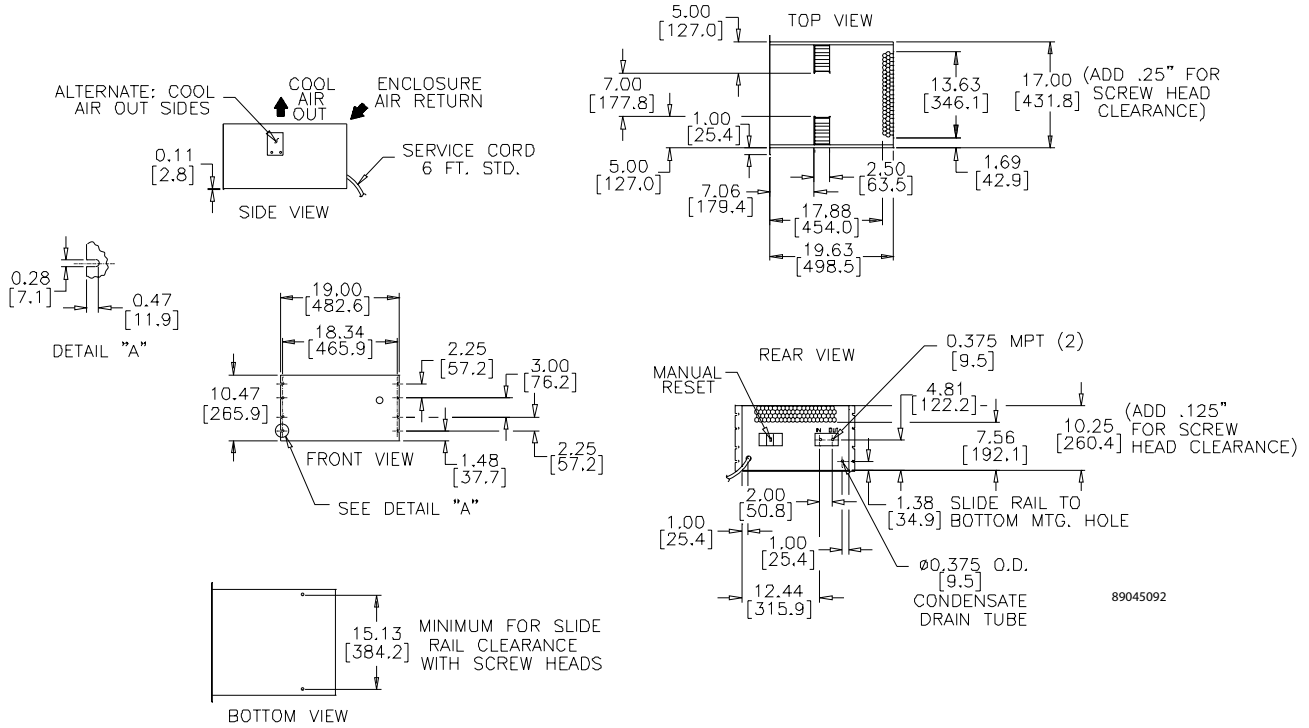 5.00
[127.0]
TOP VIEW
7.00
[177.8]
1.00
[25.4]
5.00
[127.0]
7.06
[179.4]
2.50
[63.5]
17.88
[454.0]
19.63
[498.5]
13.63
[346.1]
17.00
[431.8]
(ADD .25" FOR
SCREW HEAD
CLEARANCE)
1.69
[42.9]
ALTERNATE: COOL
AIR OUT SIDES
COOL
AIR
OUT
ENCLOSURE
AIR RETURN
0.11
[2.8]
SERVICE CORD
6 FT. STD.
SIDE VIEW
0.28
[7.1]
0.47
[11.9]
DETAIL "A"
19.00
[482.6]
18.34
[465.9]
2.25
[57.2]
3.00
[76.2]
10.47
[265.9]
FRONT VIEW
1.48
[37.7]
2.25
[57.2]
SEE DETAIL "A"
REAR VIEW
0.375 MPT (2)
[9.5]
MANUAL
RESET
IN OUT
4.81
[122.2]
7.56
[192.1]
10.25
[260.4]
(ADD .125"
FOR SCREW
HEAD CLEARANCE)
2.00
[50.8]
1.00
[25.4]
1.00
[25.4]
1.38
[34.9]
SLIDE RAIL TO
BOTTOM MTG. HOLE
12.44
[315.9]
ø0.375 O.D.
[9.5]
CONDENSATE
DRAIN TUBE
89045092
15.13
[384.2]
MINIMUM FOR SLIDE
RAIL CLEARANCE
WITH SCREW HEADS
BOTTOM VIEW